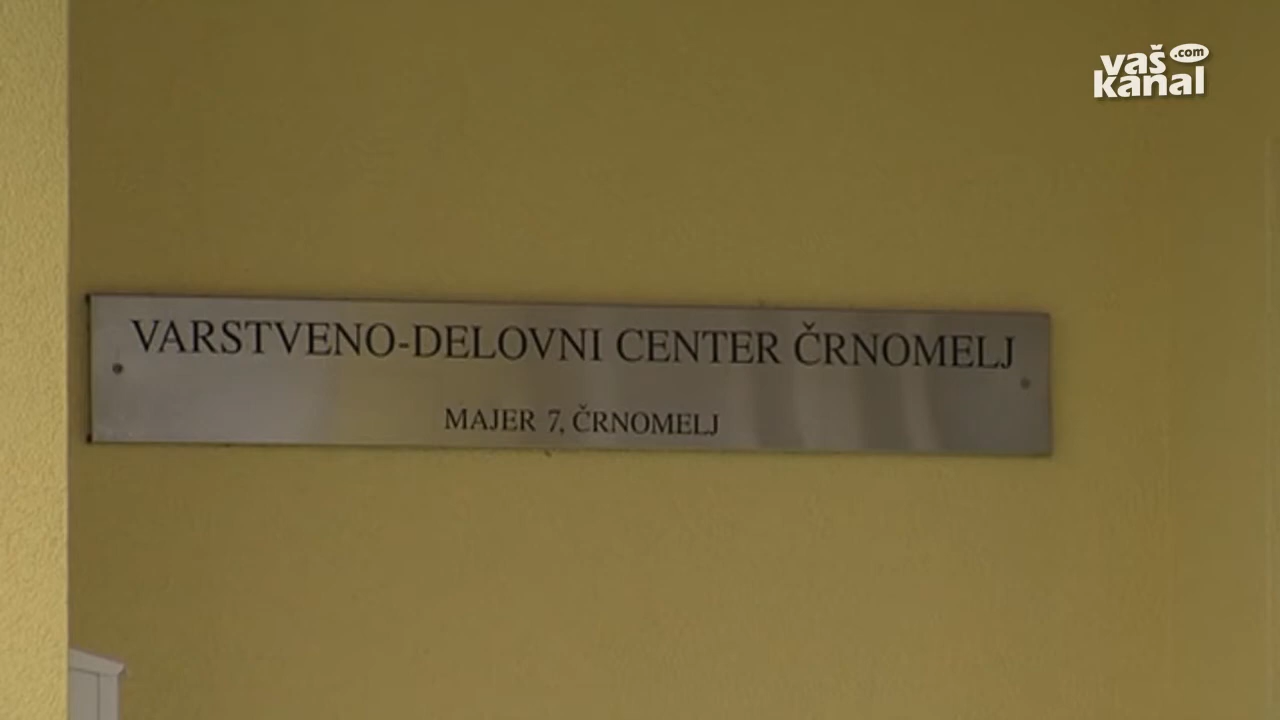 vaš .com
kanal
VARSTVENO-DELOVNI CENTER ČRNOMELJ
MAJER 7, ČRNOMELJ